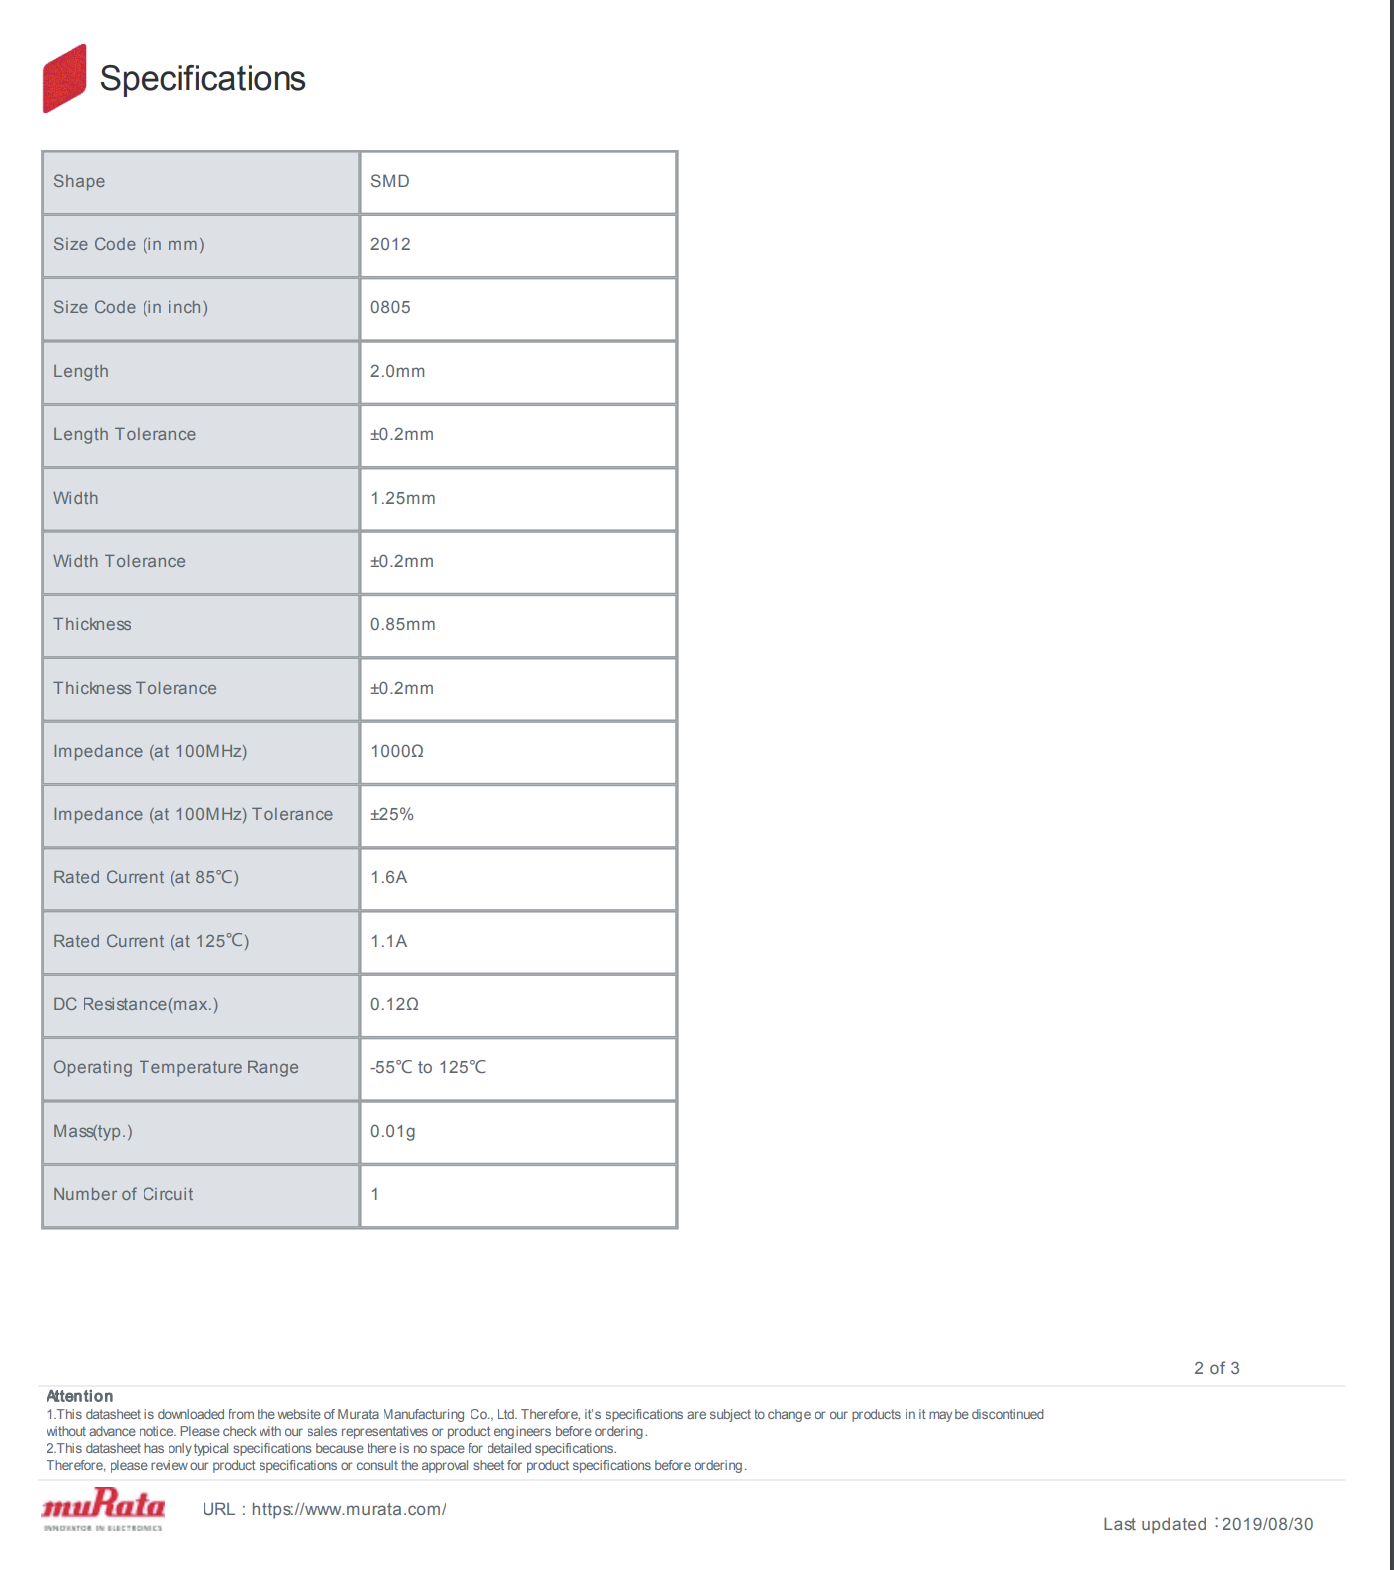 Specifications
Shape SMD
Size Code (in mm) 2012
Size Code (in inch) 0805
Length 2.0mm
Length Tolerance ±0.2mm
Width 1.25mm
Width Tolerance ±0.2mm
Thickness 0.85mm
Thickness Tolerance ±0.2mm
Impedance (at 100MHz) 1000Ω
Impedance (at 100MHz) Tolerance ±25%
Rated Current (at 85℃) 1.6A
Rated Current (at 125℃) 1.1A
DC Resistance(max.) 0.12Ω
Operating Temperature Range -55℃ to 125℃
Mass(typ.) 0.01g
Number of Circuit 1
2 of 3
Attention
1.This datasheet is downloaded from the website of Murata Manufacturing Co., Ltd. Therefore, it's specifications are subject to change or our products in it may be discontinued
without advance notice. Please check with our sales representatives or product engineers before ordering.
2.This datasheet has only typical specifications because there is no space for detailed specifications.
Therefore, please review our product specifications or consult the approval sheet for product specifications before ordering.
muRata
INNOVATOR IN ELECTRONICS
URL : https://www.murata.com/
Last updated :2019/08/30